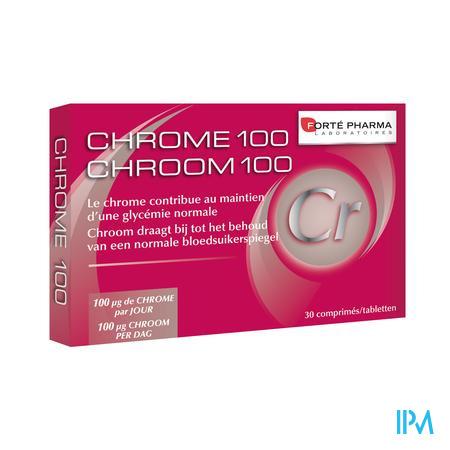 FORTÉ PHARMA
LABORATOIRES
CHROME 100
CHROOM 100
Le chrome contribue au maintien
d'une glycémie normale
Chroom draagt bij tot het behoud
van een normale bloedsuikerspiegel
Cr
100 µg de CHROME
par JOUR
100 µg CHROOM
PER DAG
30 comprimés/tabletten
CHROME 100
IPM